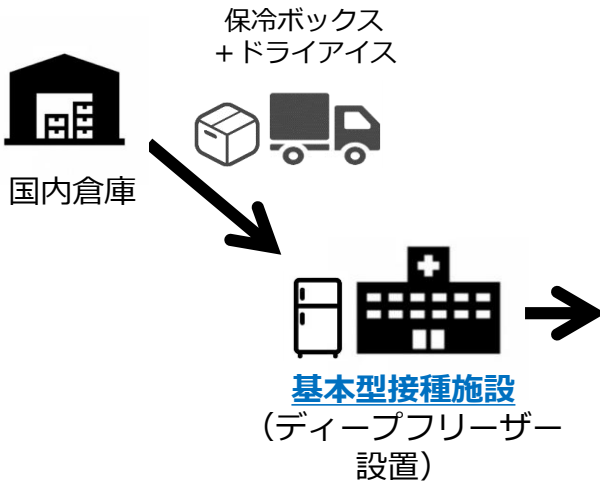 保冷ボックス
+ドライアイス
国内倉庫
基本型接種施設
（ディープフリーザー
設置）